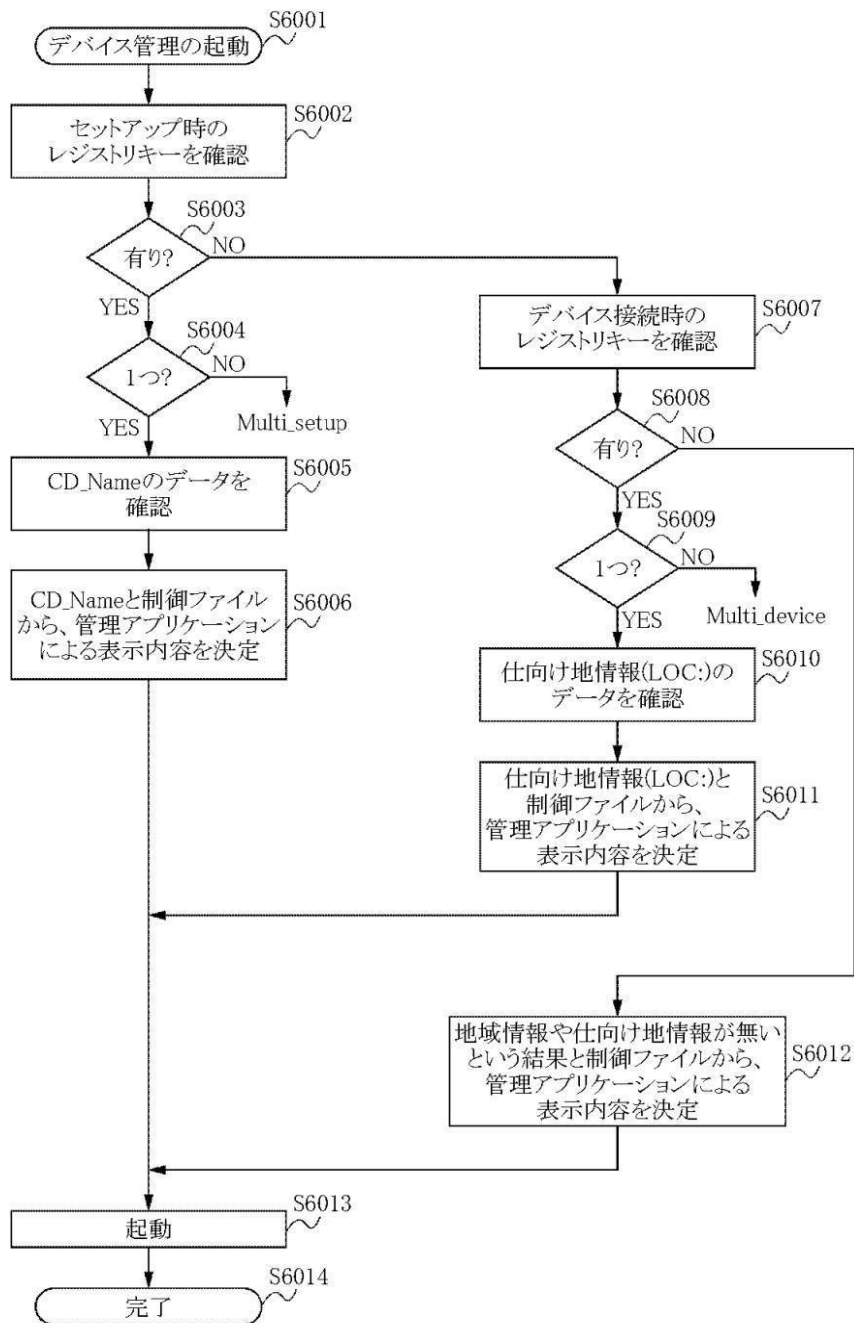 S6001
デバイス管理の起動
S6002
セットアップ時の
レジストリキーを確認
S6003
有り?
NO
YES
S6004
1つ?
NO
Multi_setup
YES
S6005
CD_Nameのデータを
確認
S6006
CD_Nameと制御ファイル
から、管理アプリケーション
による表示内容を決定
S6007
デバイス接続時の
レジストリキーを確認
S6008
有り?
NO
YES
S6009
1つ?
NO
Multi_device
YES
S6010
仕向け地情報(LOC:)の
データを確認
S6011
仕向け地情報(LOC:)と
制御ファイルから、
管理アプリケーションによる
表示内容を決定
S6012
地域情報や仕向け地情報が無い
という結果と制御ファイルから、
管理アプリケーションによる
表示内容を決定
S6013
起動
S6014
完了